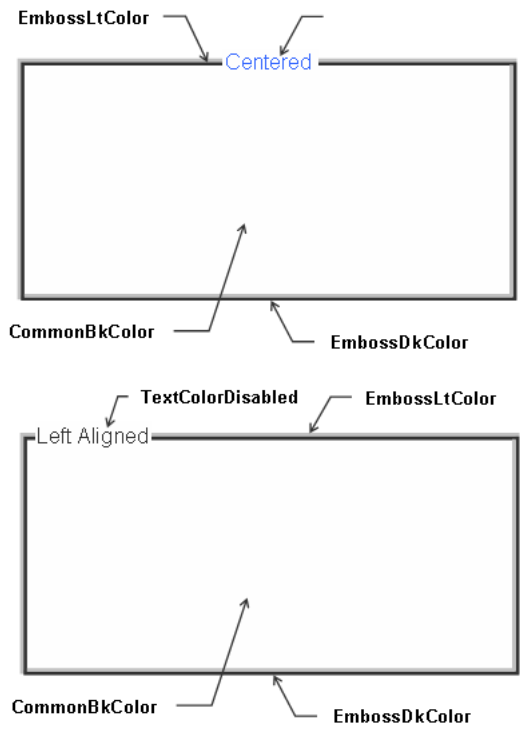 EmbossLtColor
Centered
CommonBkColor
EmbossDkColor
TextColorDisabled
EmbossLtColor
Left Aligned
CommonBkColor
EmbossDkColor